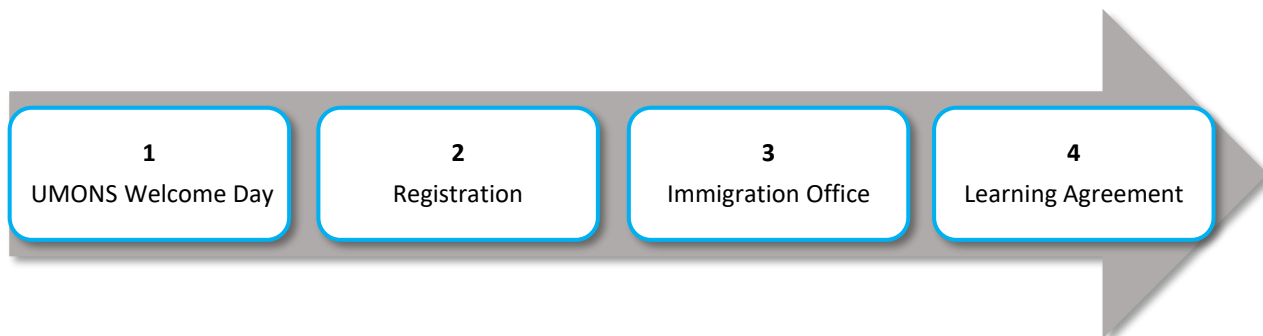 1
UMONS Welcome Day
2
Registration
3
Immigration Office
4
Learning Agreement